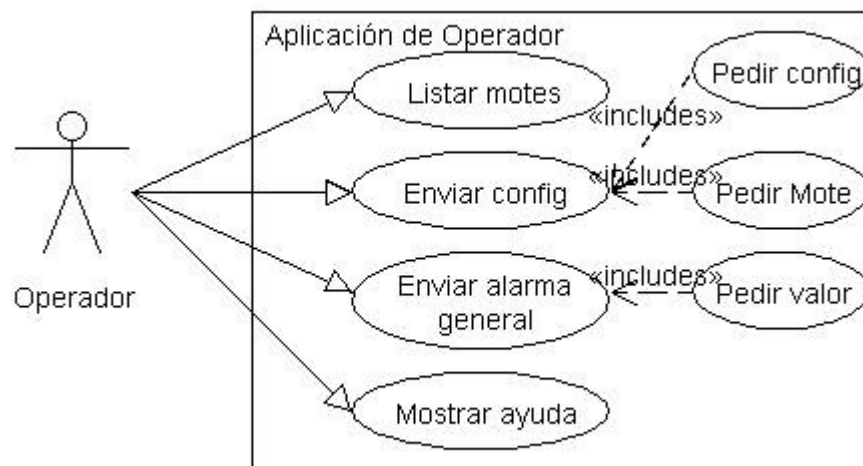 Aplicación de Operador
Listar motes
Pedir config
«includes»
Enviar config
«includes»
Pedir Mote
Operador
Enviar alarma
general
«includes»
Pedir valor
Mostrar ayuda